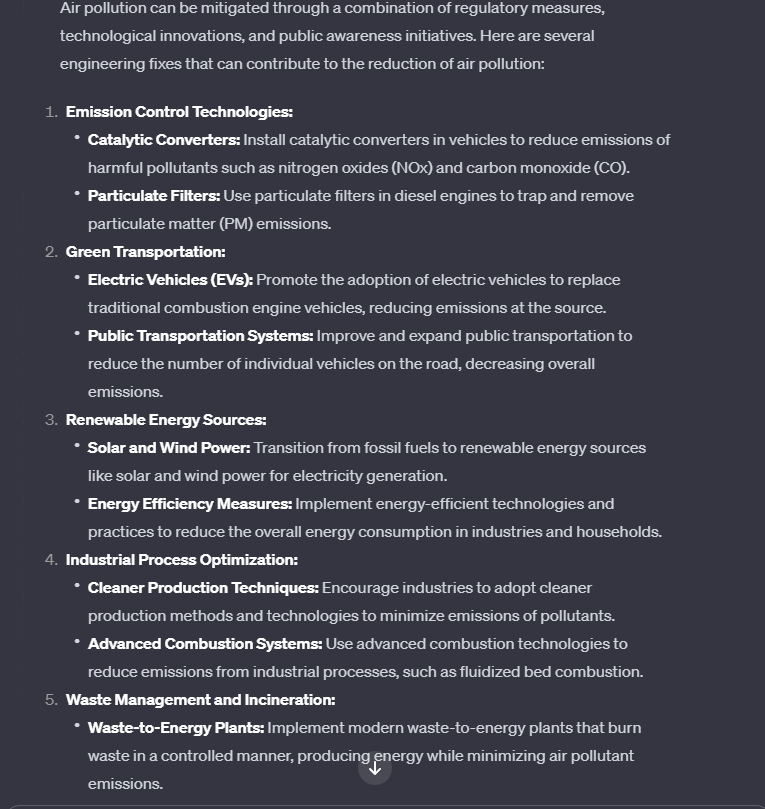 Air pollution can be mitigated through a combination of regulatory measures,
technological innovations, and public awareness initiatives. Here are several
engineering fixes that can contribute to the reduction of air pollution:
1. Emission Control Technologies:
• Catalytic Converters: Install catalytic converters in vehicles to reduce emissions of
harmful pollutants such as nitrogen oxides (NOx) and carbon monoxide (CO).
• Particulate Filters: Use particulate filters in diesel engines to trap and remove
particulate matter (PM) emissions.
2. Green Transportation:
• Electric Vehicles (EVs): Promote the adoption of electric vehicles to replace
traditional combustion engine vehicles, reducing emissions at the source.
• Public Transportation Systems: Improve and expand public transportation to
reduce the number of individual vehicles on the road, decreasing overall
emissions.
3. Renewable Energy Sources:
• Solar and Wind Power: Transition from fossil fuels to renewable energy sources
like solar and wind power for electricity generation.
• Energy Efficiency Measures: Implement energy-efficient technologies and
practices to reduce the overall energy consumption in industries and households.
4. Industrial Process Optimization:
• Cleaner Production Techniques: Encourage industries to adopt cleaner
production methods and technologies to minimize emissions of pollutants.
• Advanced Combustion Systems: Use advanced combustion technologies to
reduce emissions from industrial processes, such as fluidized bed combustion.
5. Waste Management and Incineration:
• Waste-to-Energy Plants: Implement modern waste-to-energy plants that burn
waste in a controlled manner, producing energy while minimizing air pollutant
emissions.